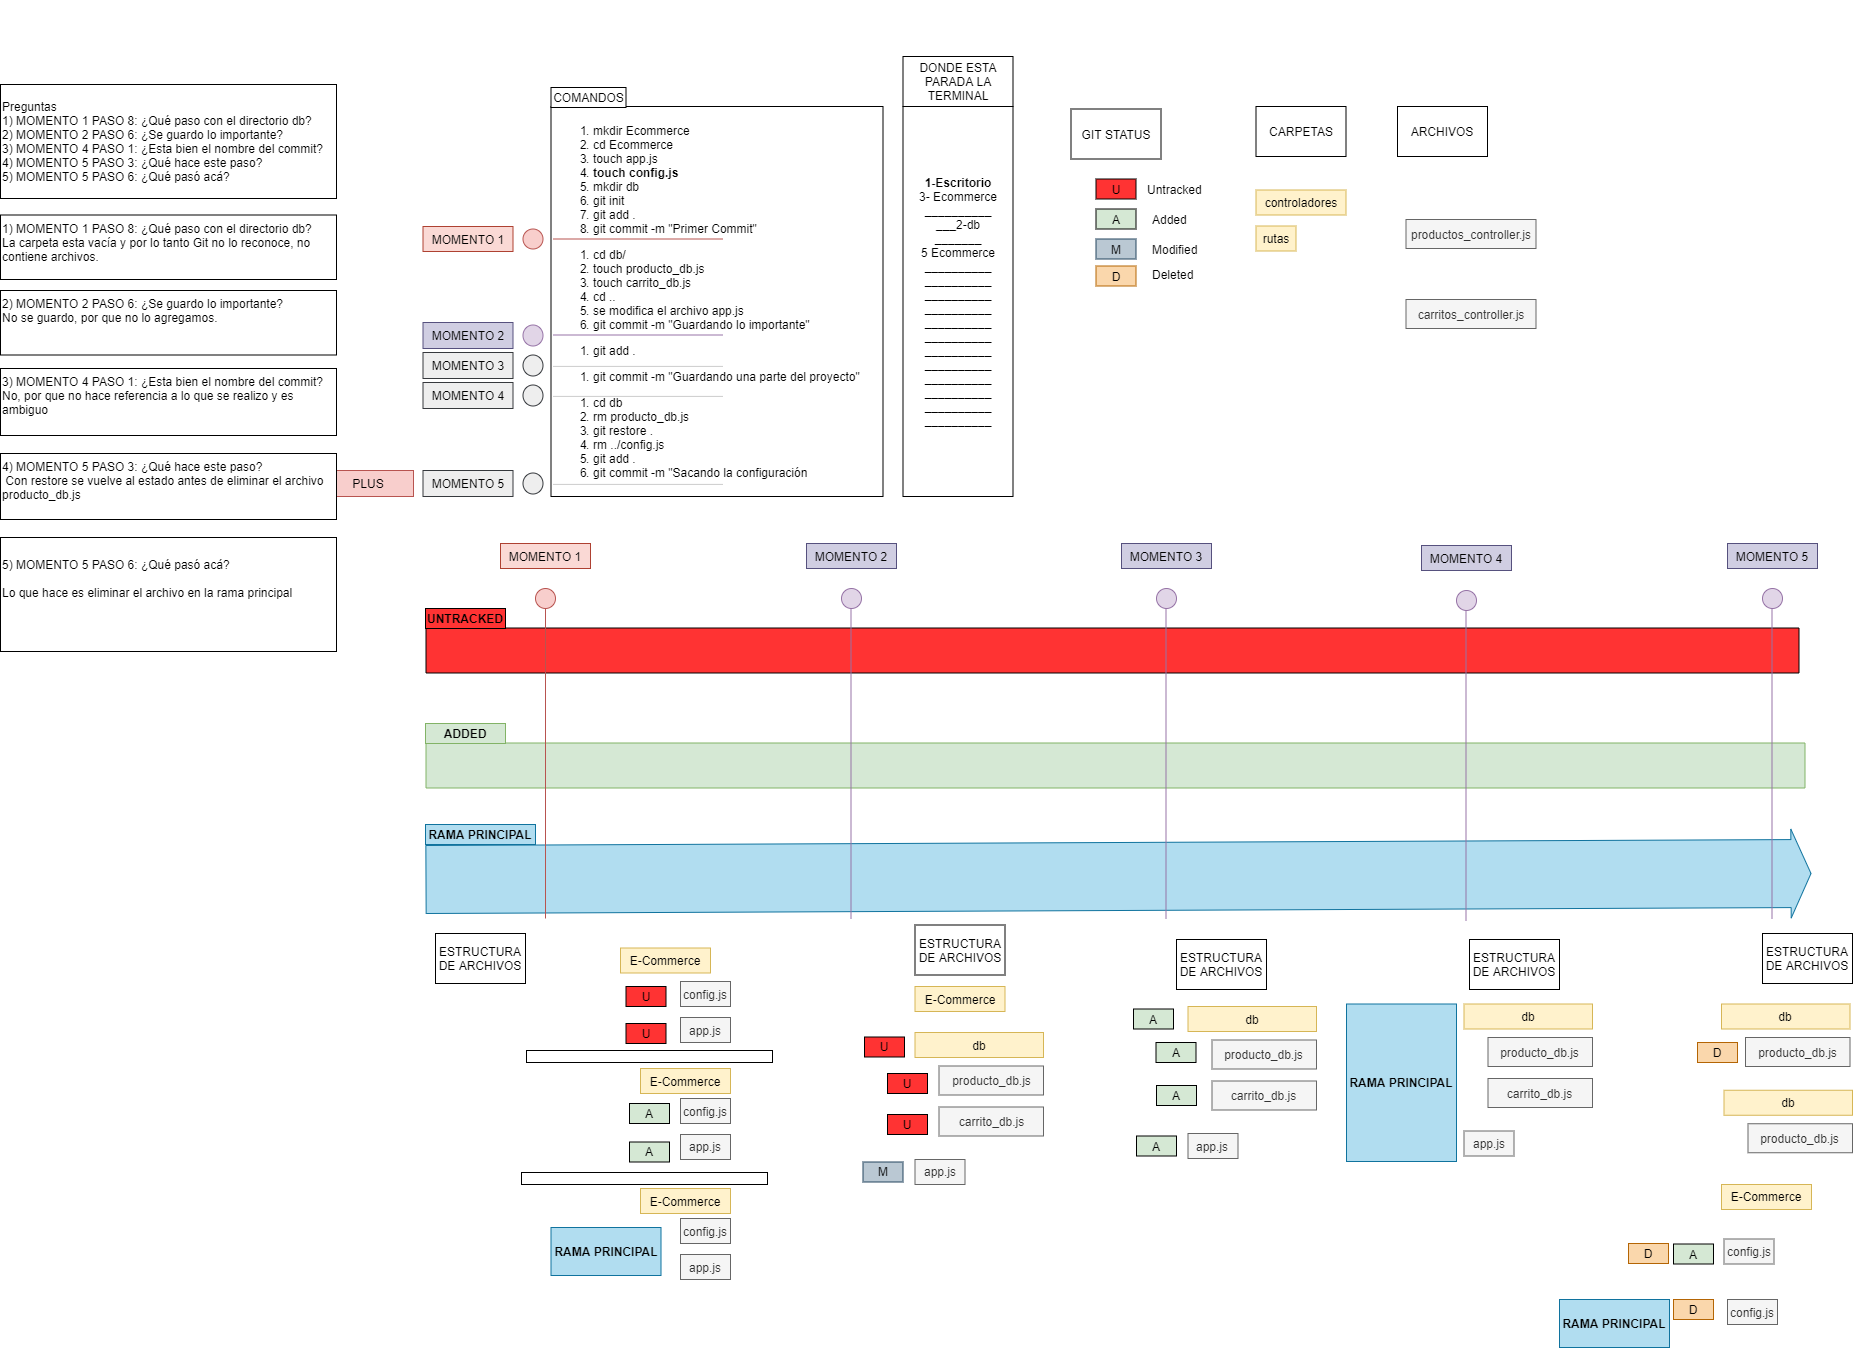 Preguntas
1) MOMENTO 1 PASO 8: ¿Qué paso con el directorio db?
2) MOMENTO 2 PASO 6: ¿Se guardo lo importante?
3) MOMENTO 4 PASO 1: ¿Esta bien el nombre del commit?
4) MOMENTO 5 PASO 3: ¿Qué hace este paso?
5) MOMENTO 5 PASO 6: ¿Qué pasó acá?
1) MOMENTO 1 PASO 8: ¿Qué paso con el directorio db?
La carpeta esta vacía y por lo tanto Git no lo reconoce, no
contiene archivos.
2) MOMENTO 2 PASO 6: ¿Se guardo lo importante?
No se guardo, por que no lo agregamos.
3) MOMENTO 4 PASO 1: ¿Esta bien el nombre del commit?
No, por que no hace referencia a lo que se realizo y es
ambiguo
4) MOMENTO 5 PASO 3: ¿Qué hace este paso?
Con restore se vuelve al estado antes de eliminar el archivo
producto_db.js
5) MOMENTO 5 PASO 6: ¿Qué pasó acá?
Lo que hace es eliminar el archivo en la rama principal
PLUS
MOMENTO 1
MOMENTO 2
MOMENTO 3
MOMENTO 4
MOMENTO 5
COMANDOS
1. mkdir Ecommerce
2. cd Ecommerce
3. touch app.js
4. touch config.js
5. mkdir db
6. git init
7. git add .
8. git commit -m "Primer Commit"
1. cd db/
2. touch producto_db.js
3. touch carrito_db.js
4. cd ..
5. se modifica el archivo app.js
6. git commit -m "Guardando lo importante"
1. git add .
1. git commit -m "Guardando una parte del proyecto"
1. cd db
2. rm producto_db.js
3. git restore .
4. rm ../config.js
5. git add .
6. git commit -m "Sacando la configuración
DONDE ESTA
PARADA LA
TERMINAL
1-Escritorio
3- Ecommerce
__________
___2-db
_______
5 Ecommerce
__________
__________
__________
__________
__________
__________
__________
__________
__________
__________
__________
__________
GIT STATUS
U Untracked
A Added
M Modified
D Deleted
CARPETAS
controladores
rutas
ARCHIVOS
productos_controller.js
carritos_controller.js
MOMENTO 1
MOMENTO 2
MOMENTO 3
MOMENTO 4
MOMENTO 5
UNTRACKED
ADDED
RAMA PRINCIPAL
ESTRUCTURA
DE ARCHIVOS
E-Commerce
U config.js
U app.js
E-Commerce
A config.js
A app.js
E-Commerce
config.js
RAMA PRINCIPAL
app.js
ESTRUCTURA
DE ARCHIVOS
E-Commerce
U db
U producto_db.js
U carrito_db.js
M app.js
ESTRUCTURA
DE ARCHIVOS
A db
A producto_db.js
A carrito_db.js
A app.js
ESTRUCTURA
DE ARCHIVOS
db
producto_db.js
RAMA PRINCIPAL
carrito_db.js
app.js
ESTRUCTURA
DE ARCHIVOS
db
D producto_db.js
db
producto_db.js
E-Commerce
D A config.js
RAMA PRINCIPAL D config.js